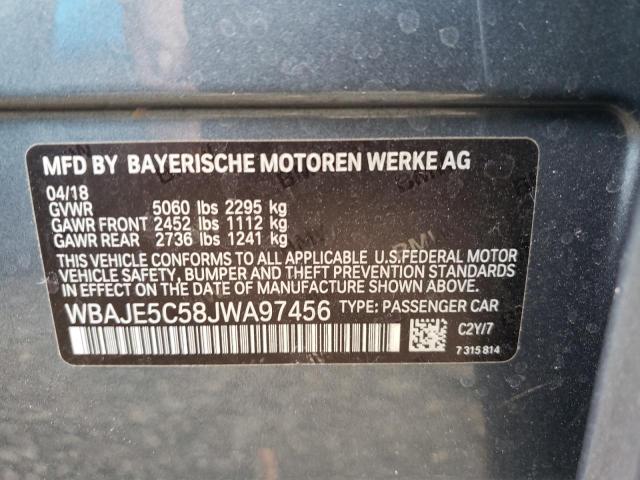 MFD BY BAYERISCHE MOTOREN WERKE AG
04/18
GVWR 5060 lbs 2295 kg
GAWR FRONT 2452 lbs 1112 kg
GAWR REAR 2736 lbs 1241 kg
THIS VEHICLE CONFORMS TO ALL APPLICABLE U.S.FEDERAL MOTOR
VEHICLE SAFETY, BUMPER AND THEFT PREVENTION STANDARDS
IN EFFECT ON THE DATE OF MANUFACTURE SHOWN ABOVE.
WBAJE5C58JWA97456 TYPE: PASSENGER CAR
C2Y/7
7 315 814